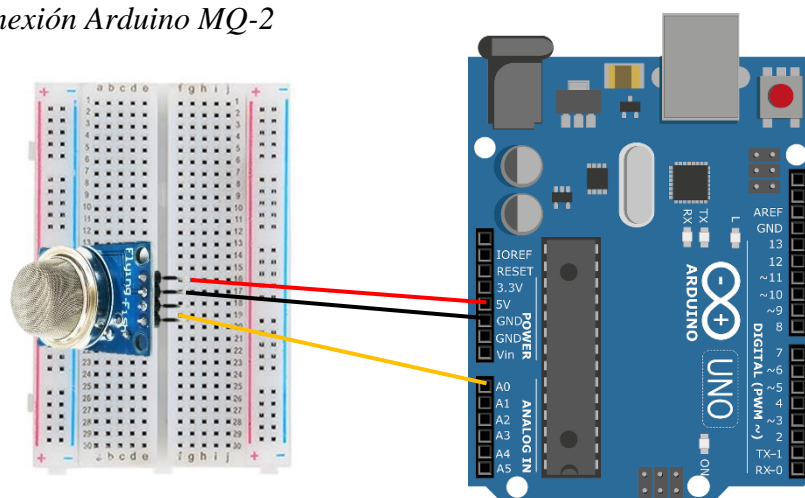 nexión Arduino MQ-2
a b c d e
f g h i j
Flying-fish
IOREF
RESET
3.3V
5V
GND
GND
Vin
POWER
A0
A1
A2
A3
A4
A5
ANALOG IN
RX
TX
L
ARDUINO
UNO
ON
AREF
GND
13
12
~11
~10
~9
8
7
~6
~5
4
~3
2
TX-1
RX-0
DIGITAL (PWM ~)
a b c d e
f g h i j